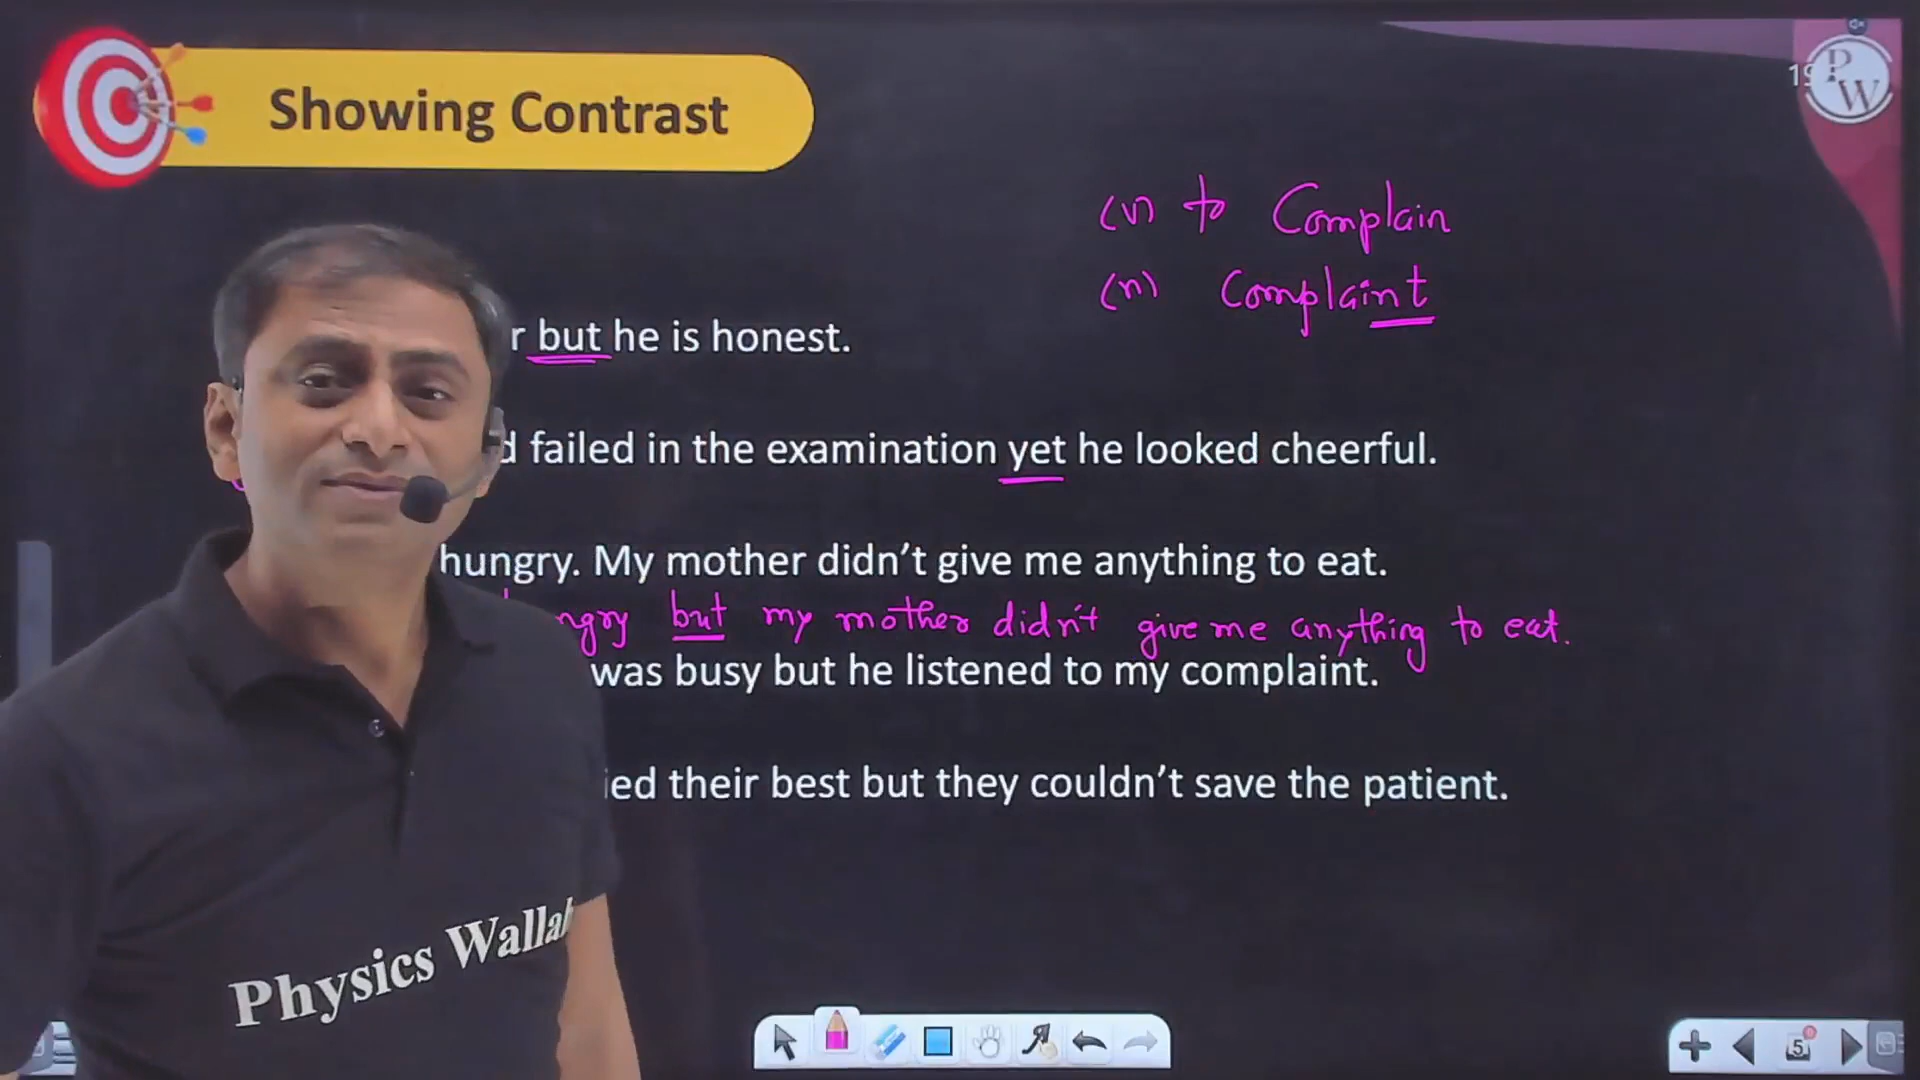 Showing Contrast
PW
(v) to Complain
(n) Complaint
r but he is honest.
d failed in the examination yet he looked cheerful.
hungry. My mother didn't give me anything to eat.
ngry but my mother didn't give me anything to eat.
was busy but he listened to my complaint.
ied their best but they couldn't save the patient.
Physics Wallah
5